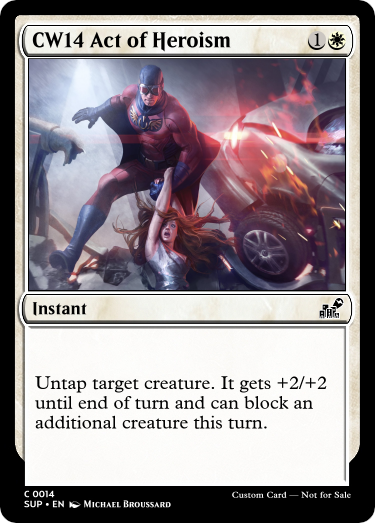 CW14 Act of Heroism 1
Instant
Untap target creature. It gets +2/+2
until end of turn and can block an
additional creature this turn.
C 0014
SUP • EN Michael Broussard
Custom Card — Not for Sale